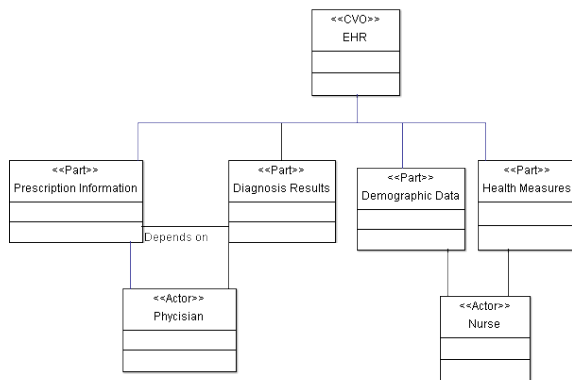 <<CVO>>
EHR
<<Part>>
Prescription Information
<<Part>>
Diagnosis Results
<<Part>>
Demographic Data
<<Part>>
Health Measures
Depends on
<<Actor>>
Phycisian
<<Actor>>
Nurse